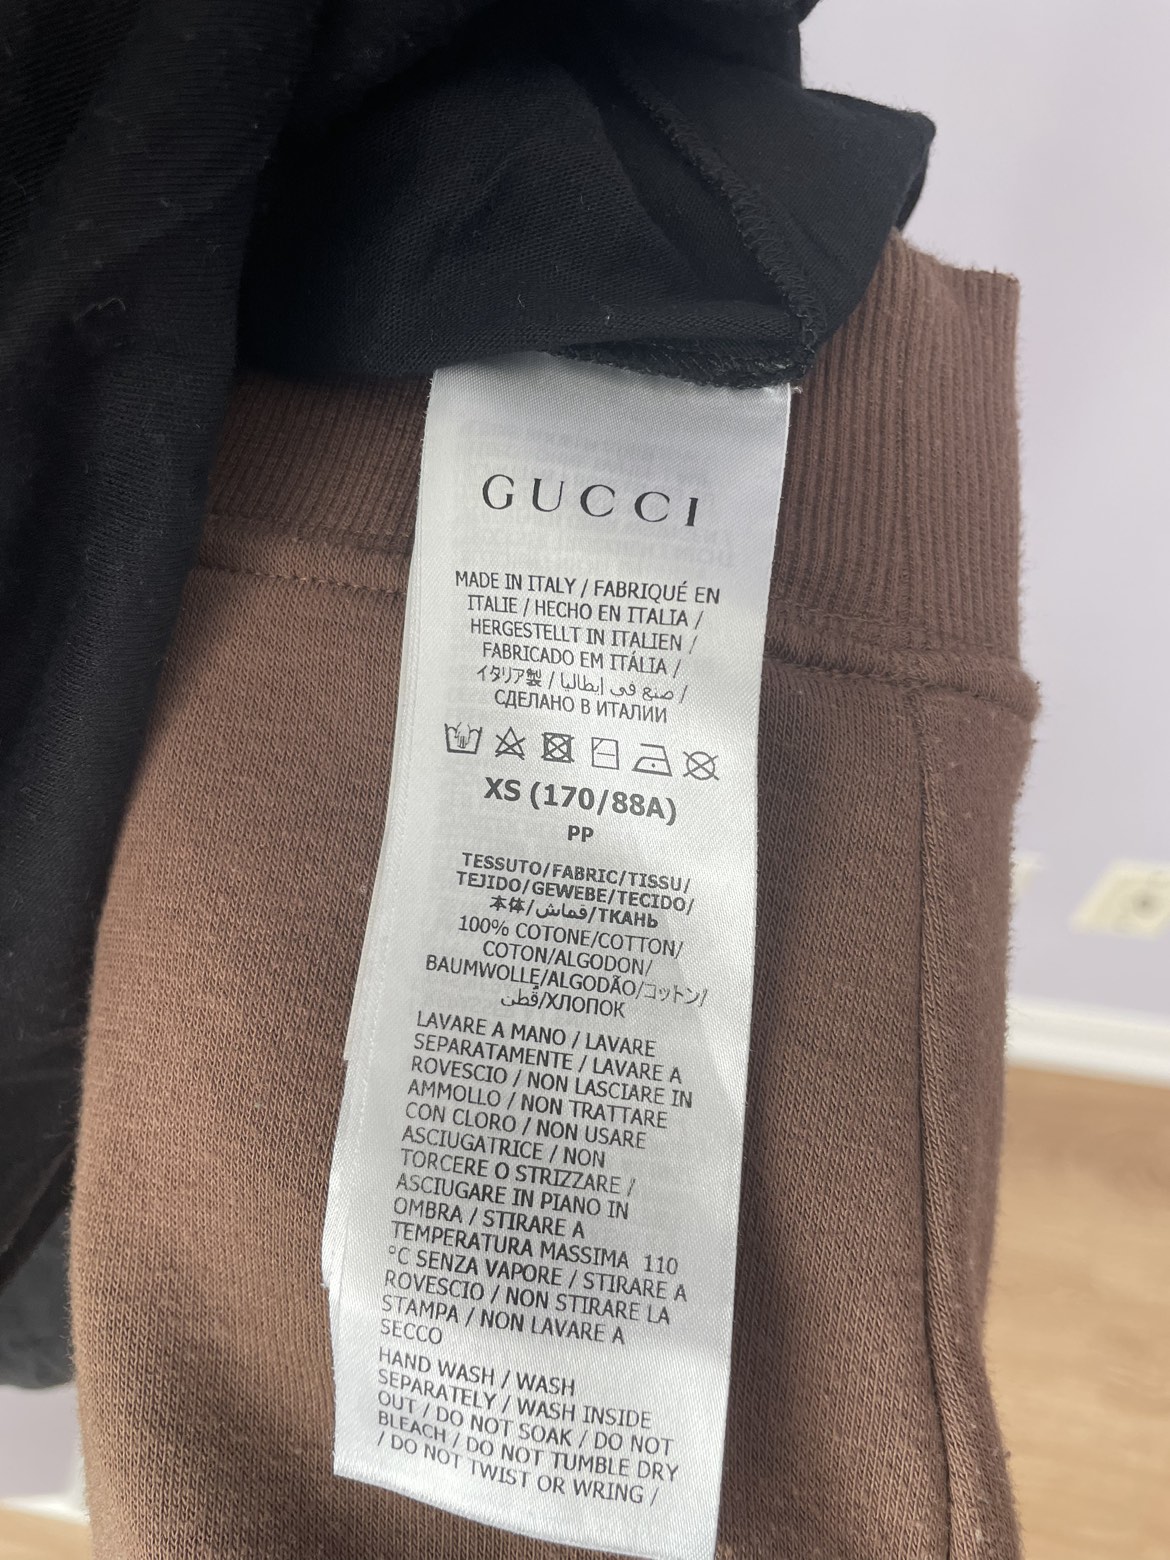 GUCCI
MADE IN ITALY / FABRIQUÉ EN
ITALIE / HECHO EN ITALIA /
HERGESTELLT IN ITALIEN /
FABRICADO EM ITÁLIA /
イタリア製 / صنع في إيطاليا /
СДЕЛАНО В ИТАЛИИ
XS (170/88A)
PP
TESSUTO/FABRIC/TISSU/
TEJIDO/GEWEBE/TECIDO/
本体/قماش/ТКАНЬ
100% COTONE/COTTON/
COTON/ALGODON/
BAUMWOLLE/ALGODÃO/コットン/
قطن/ХЛОПОК
LAVARE A MANO / LAVARE
SEPARATAMENTE / LAVARE A
ROVESCIO / NON LASCIARE IN
AMMOLLO / NON TRATTARE
CON CLORO / NON USARE
ASCIUGATRICE / NON
TORCERE O STRIZZARE /
ASCIUGARE IN PIANO IN
OMBRA / STIRARE A
TEMPERATURA MASSIMA 110
°C SENZA VAPORE / STIRARE A
ROVESCIO / NON STIRARE LA
STAMPA / NON LAVARE A
SECCO
HAND WASH / WASH
SEPARATELY / WASH INSIDE
OUT / DO NOT SOAK / DO NOT
BLEACH / DO NOT TUMBLE DRY
/ DO NOT TWIST OR WRING /